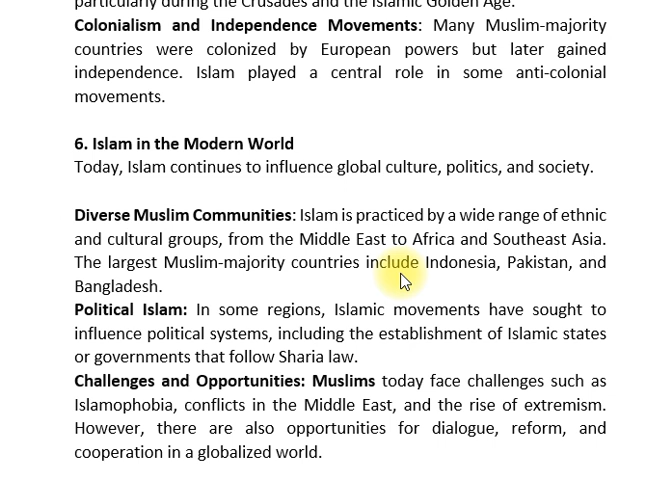 particularly during the Crusades and the Islamic Golden Age.
Colonialism and Independence Movements: Many Muslim-majority
countries were colonized by European powers but later gained
independence. Islam played a central role in some anti-colonial
movements.
6. Islam in the Modern World
Today, Islam continues to influence global culture, politics, and society.
Diverse Muslim Communities: Islam is practiced by a wide range of ethnic
and cultural groups, from the Middle East to Africa and Southeast Asia.
The largest Muslim-majority countries include Indonesia, Pakistan, and
Bangladesh.
Political Islam: In some regions, Islamic movements have sought to
influence political systems, including the establishment of Islamic states
or governments that follow Sharia law.
Challenges and Opportunities: Muslims today face challenges such as
Islamophobia, conflicts in the Middle East, and the rise of extremism.
However, there are also opportunities for dialogue, reform, and
cooperation in a globalized world.